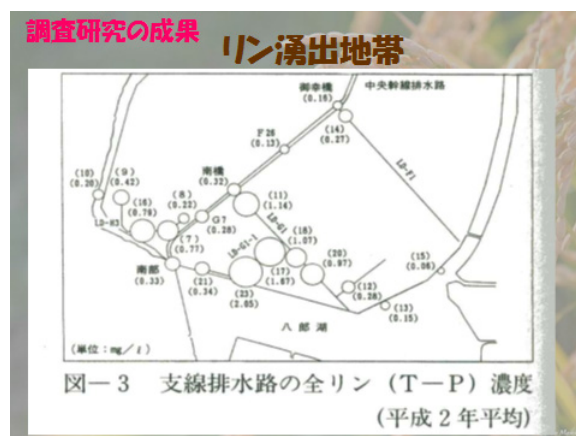 調査研究の成果
リン湧出地帯
御幸橋
(0.16)
中央幹線排水路
(14)
(0.27)
F26
(0.13)
LD-F1
南橋
(0.32)
(10)
(0.20)
(9)
(0.42)
(8)
(0.22)
(11)
(1.14)
(16)
(0.79)
LD-H3
G7
(0.28)
(7)
(0.77)
LD-G1
LD-G1-1
(18)
(1.07)
(20)
(0.97)
(15)
(0.06)
南部
(0.33)
(21)
(0.34)
(17)
(1.67)
(23)
(2.05)
(12)
(0.28)
(13)
(0.15)
八郎湖
(単位:mg/ℓ)
図-3 支線排水路の全リン(T-P)濃度
(平成2年平均)